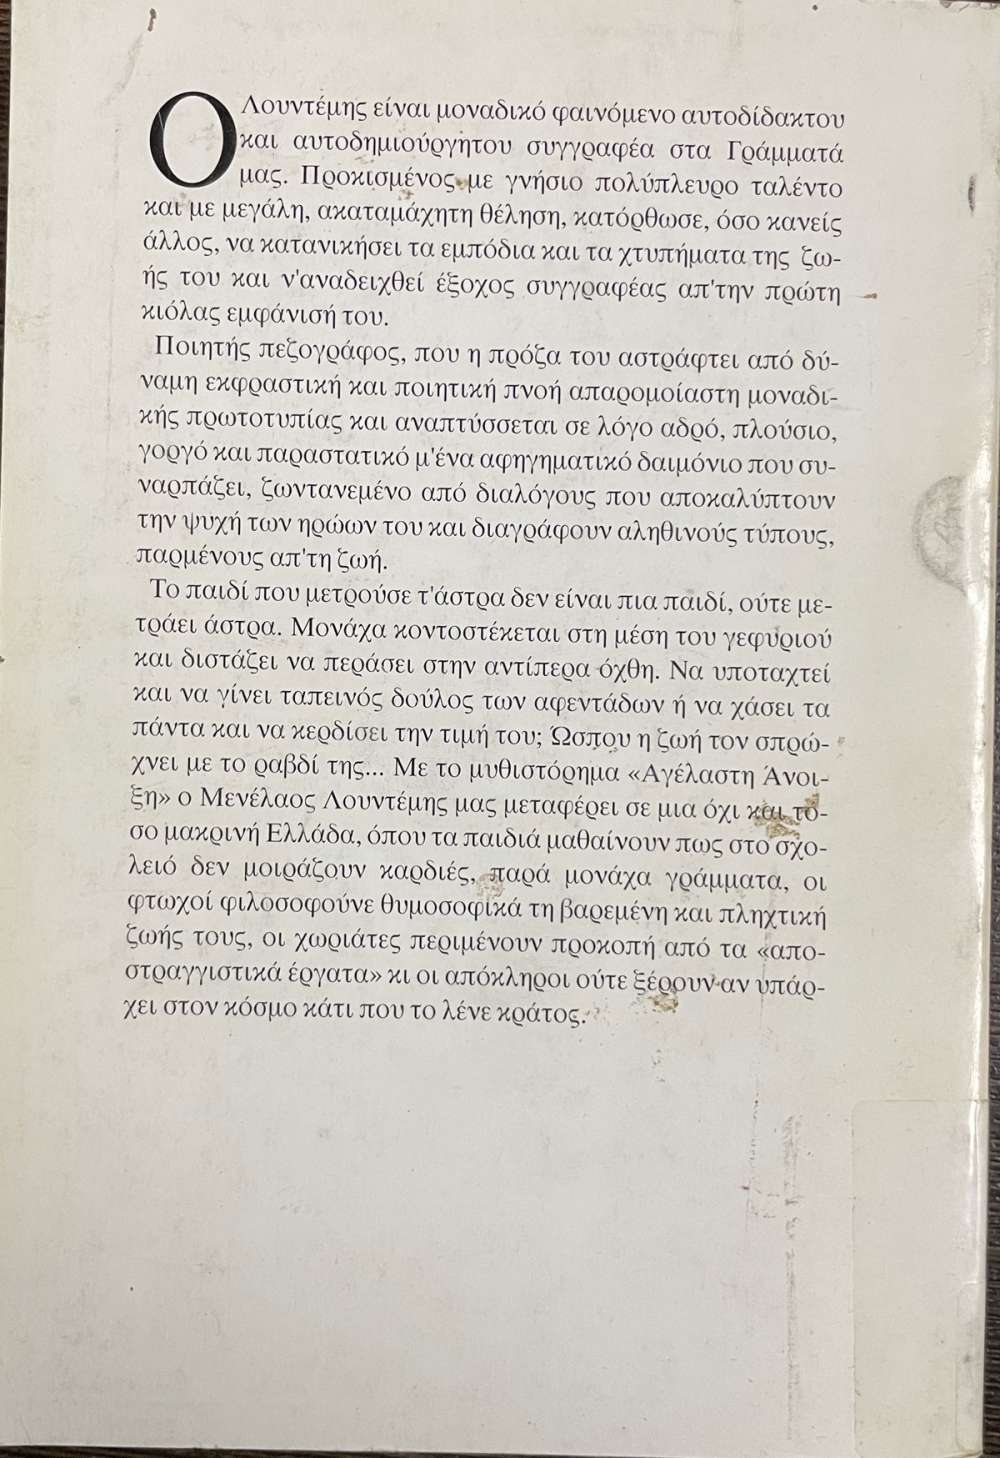 Ο Λουντέμης είναι μοναδικό φαινόμενο αυτοδίδακτου
και αυτοδημιούργητου συγγραφέα στα Γράμματά
μας. Προικισμένος με γνήσιο πολύπλευρο ταλέντο
και με μεγάλη, ακαταμάχητη θέληση, κατόρθωσε, όσο κανείς
άλλος, να κατανικήσει τα εμπόδια και τα χτυπήματα της ζω-
ής του και ν'αναδειχθεί έξοχος συγγραφέας απ'την πρώτη
κιόλας εμφάνισή του.
Ποιητής πεζογράφος, που η πρόζα του αστράφτει από δύ-
ναμη εκφραστική και ποιητική πνοή απαρομοίαστη μοναδι-
κής πρωτοτυπίας και αναπτύσσεται σε λόγο αδρό, πλούσιο,
γοργό και παραστατικό μ'ένα αφηγηματικό δαιμόνιο που συ-
ναρπάζει, ζωντανεμένο από διαλόγους που αποκαλύπτουν
την ψυχή των ηρώων του και διαγράφουν αληθινούς τύπους,
παρμένους απ'τη ζωή.
Το παιδί που μετρούσε τ'άστρα δεν είναι πια παιδί, ούτε με-
τράει άστρα. Μονάχα κοντοστέκεται στη μέση του γεφυριού
και διστάζει να περάσει στην αντίπερα όχθη. Να υποταχτεί
και να γίνει ταπεινός δούλος των αφεντάδων ή να χάσει τα
πάντα και να κερδίσει την τιμή του; Ώσπου η ζωή τον σπρώ-
χνει με το ραβδί της... Με το μυθιστόρημα «Αγέλαστη Άνοι-
ξη» ο Μενέλαος Λουντέμης μας μεταφέρει σε μια όχι και τό-
σο μακρινή Ελλάδα, όπου τα παιδιά μαθαίνουν πως στο σχο-
λειό δεν μοιράζουν καρδιές, παρά μονάχα γράμματα, οι
φτωχοί φιλοσοφούνε θυμοσοφικά τη βαρεμένη και πληχτική
ζωής τους, οι χωριάτες περιμένουν προκοπή από τα «απο-
στραγγιστικά έργατα» κι οι απόκληροι ούτε ξέρουν αν υπάρ-
χει στον κόσμο κάτι που το λένε κράτος.